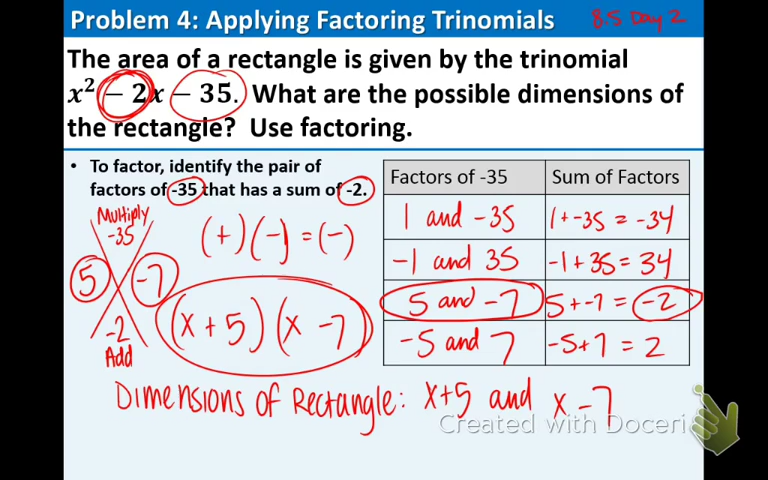 Problem 4: Applying Factoring Trinomials
8.5 Day 2
The area of a rectangle is given by the trinomial
x² − 2x − 35. What are the possible dimensions of
the rectangle? Use factoring.
• To factor, identify the pair of
factors of -35 that has a sum of -2.
Multiply
-35
5 -7
-2
Add
(+)(-) = (-)
(x + 5)(x - 7)
Factors of -35 Sum of Factors
1 and -35 1 + -35 = -34
-1 and 35 -1 + 35 = 34
5 and -7 5 + -7 = -2
-5 and 7 -5 + 7 = 2
Dimensions of Rectangle: x+5 and x-7
Created with Doceri